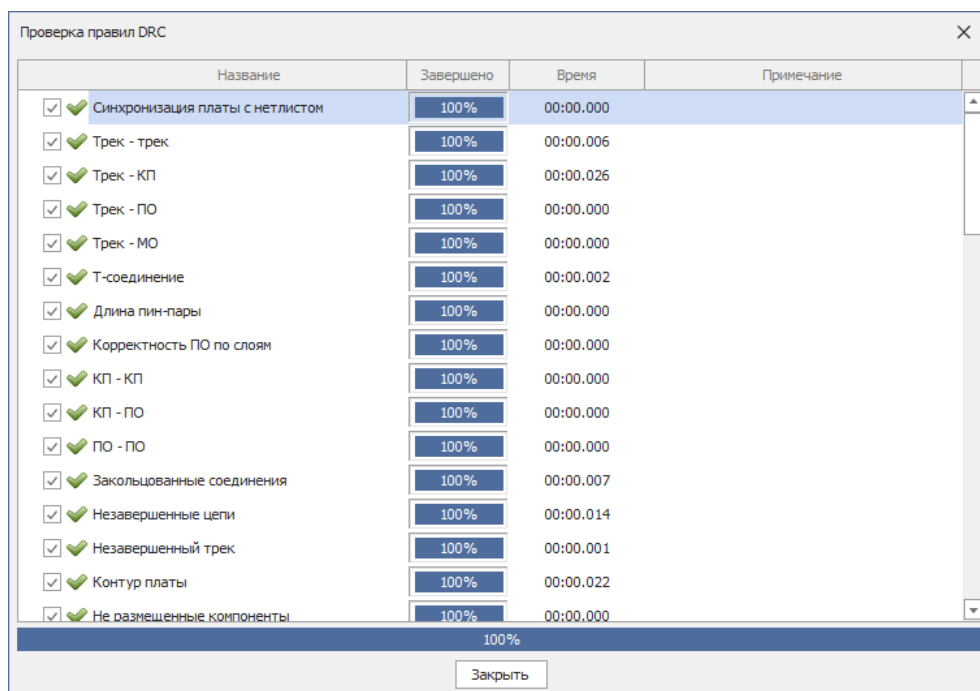 Проверка правил DRC
Название Завершено Время Примечание
Синхронизация платы с нетлистом 100% 00:00.000
Трек - трек 100% 00:00.006
Трек - КП 100% 00:00.026
Трек - ПО 100% 00:00.000
Трек - МО 100% 00:00.000
Т-соединение 100% 00:00.002
Длина пин-пары 100% 00:00.000
Корректность ПО по слоям 100% 00:00.000
КП - КП 100% 00:00.000
КП - ПО 100% 00:00.000
ПО - ПО 100% 00:00.000
Закольцованные соединения 100% 00:00.007
Незавершенные цепи 100% 00:00.014
Незавершенный трек 100% 00:00.001
Контур платы 100% 00:00.022
Не размещенные компоненты 100% 00:00.000
100%
Закрыть